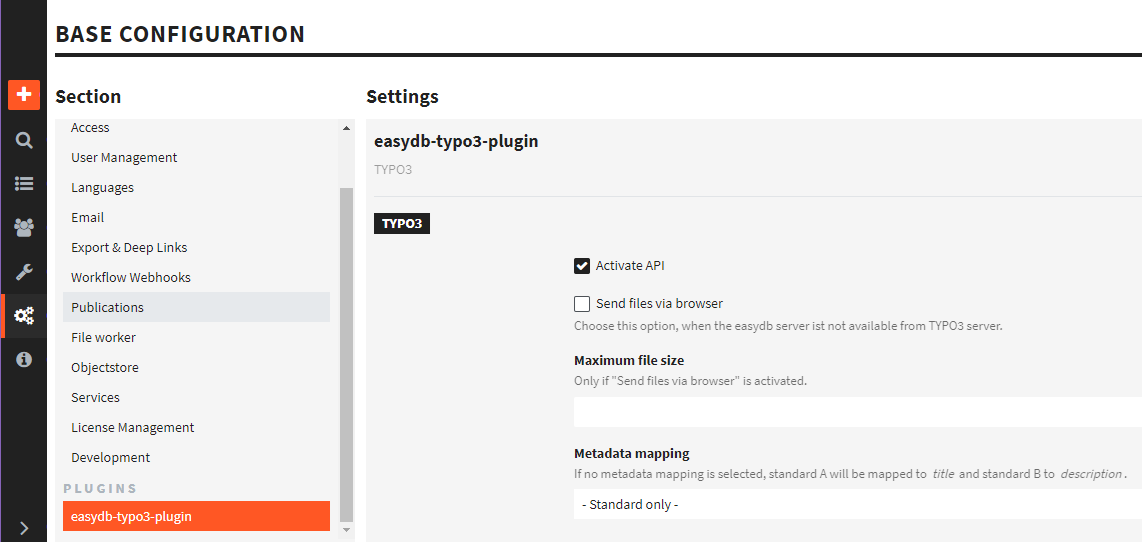 BASE CONFIGURATION
Section
Access
User Management
Languages
Email
Export & Deep Links
Workflow Webhooks
Publications
File worker
Objectstore
Services
License Management
Development
PLUGINS
easydb-typo3-plugin
Settings
easydb-typo3-plugin
TYPO3
TYPO3
Activate API
Send files via browser
Choose this option, when the easydb server ist not available from TYPO3 server.
Maximum file size
Only if "Send files via browser" is activated.
Metadata mapping
If no metadata mapping is selected, standard A will be mapped to title and standard B to description .
- Standard only -